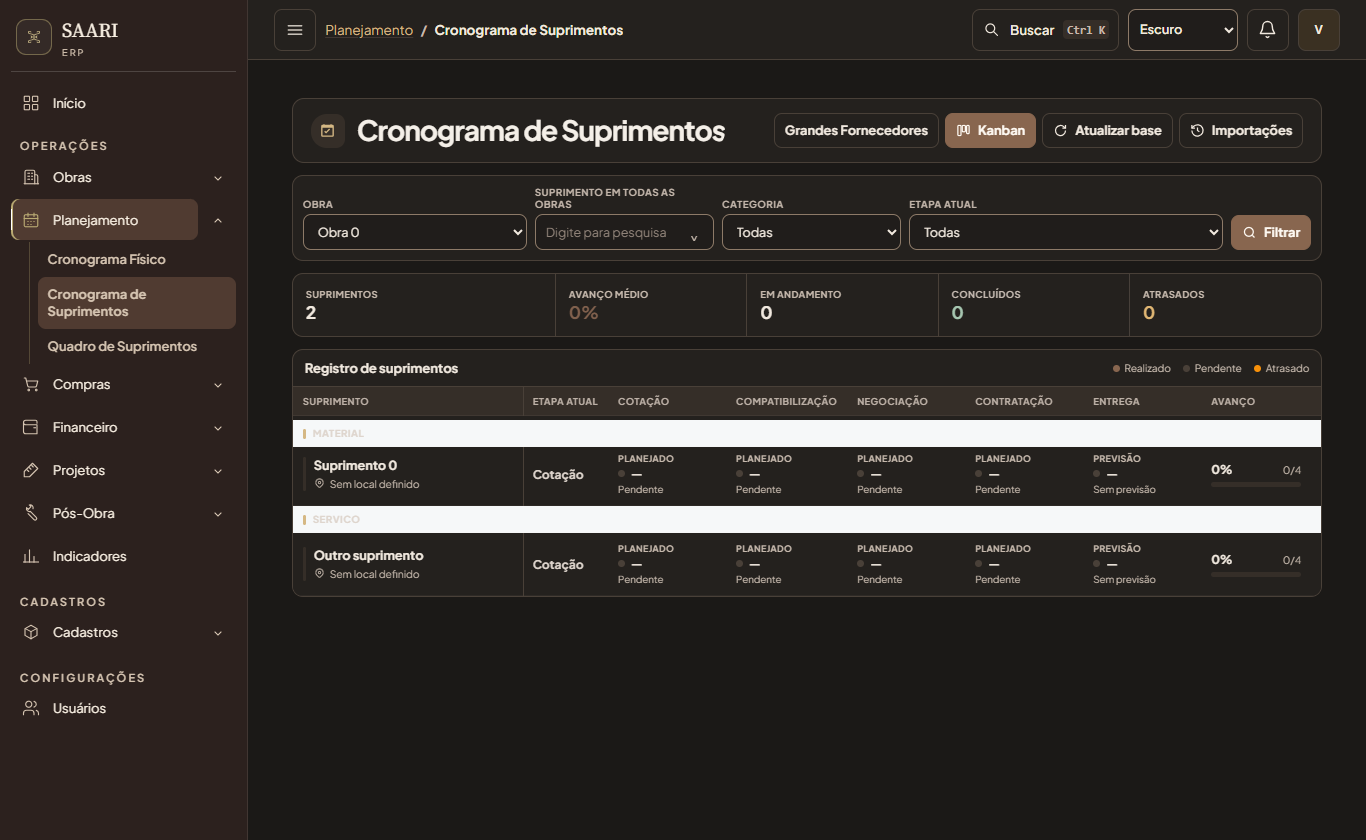 SAARI
ERP
Início
OPERAÇÕES
Obras
Planejamento
Cronograma Físico
Cronograma de
Suprimentos
Quadro de Suprimentos
Compras
Financeiro
Projetos
Pós-Obra
Indicadores
CADASTROS
Cadastros
CONFIGURAÇÕES
Usuários
Planejamento / Cronograma de Suprimentos
Buscar Ctrl K
Escuro
V
Cronograma de Suprimentos
Grandes Fornecedores
Kanban
Atualizar base
Importações
OBRA
Obra 0
SUPRIMENTO EM TODAS AS
OBRAS
Digite para pesquisa
CATEGORIA
Todas
ETAPA ATUAL
Todas
Filtrar
SUPRIMENTOS
2
AVANÇO MÉDIO
0%
EM ANDAMENTO
0
CONCLUÍDOS
0
ATRASADOS
0
Registro de suprimentos
Realizado Pendente Atrasado
SUPRIMENTO ETAPA ATUAL COTAÇÃO COMPATIBILIZAÇÃO NEGOCIAÇÃO CONTRATAÇÃO ENTREGA AVANÇO
MATERIAL
Suprimento 0
Sem local definido
Cotação
PLANEJADO
—
Pendente
PLANEJADO
—
Pendente
PLANEJADO
—
Pendente
PLANEJADO
—
Pendente
PREVISÃO
—
Sem previsão
0% 0/4
SERVICO
Outro suprimento
Sem local definido
Cotação
PLANEJADO
—
Pendente
PLANEJADO
—
Pendente
PLANEJADO
—
Pendente
PLANEJADO
—
Pendente
PREVISÃO
—
Sem previsão
0% 0/4